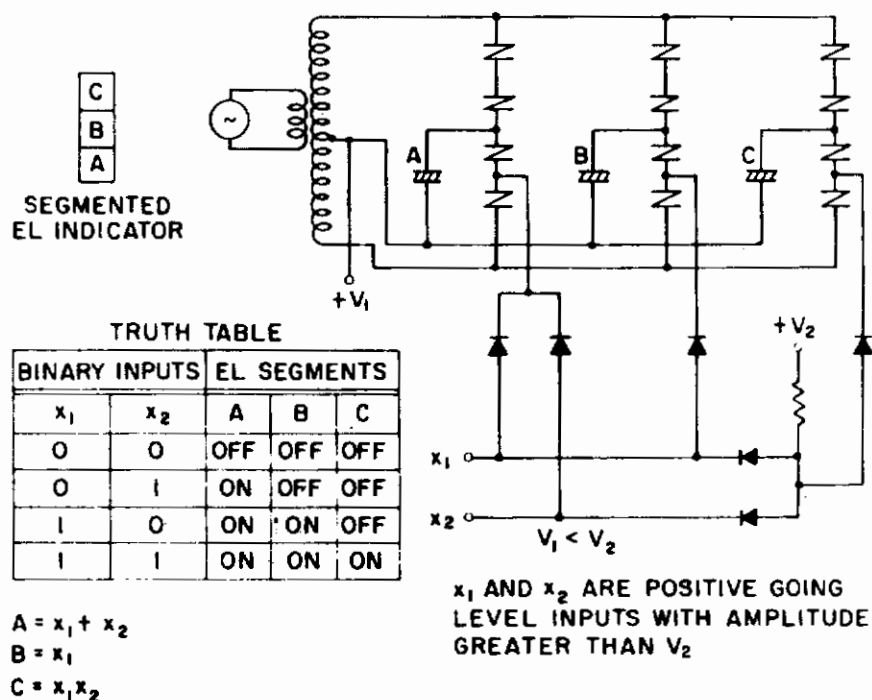 C
B
A
SEGMENTED
EL INDICATOR
~
A
B
C
+V₁
TRUTH TABLE
BINARY INPUTS EL SEGMENTS
x₁ x₂ A B C
0 0 OFF OFF OFF
0 1 ON OFF OFF
1 0 ON ON OFF
1 1 ON ON ON
A = x₁ + x₂
B = x₁
C = x₁x₂
+V₂
x₁
x₂
V₁ < V₂
x₁ AND x₂ ARE POSITIVE GOING
LEVEL INPUTS WITH AMPLITUDE
GREATER THAN V₂